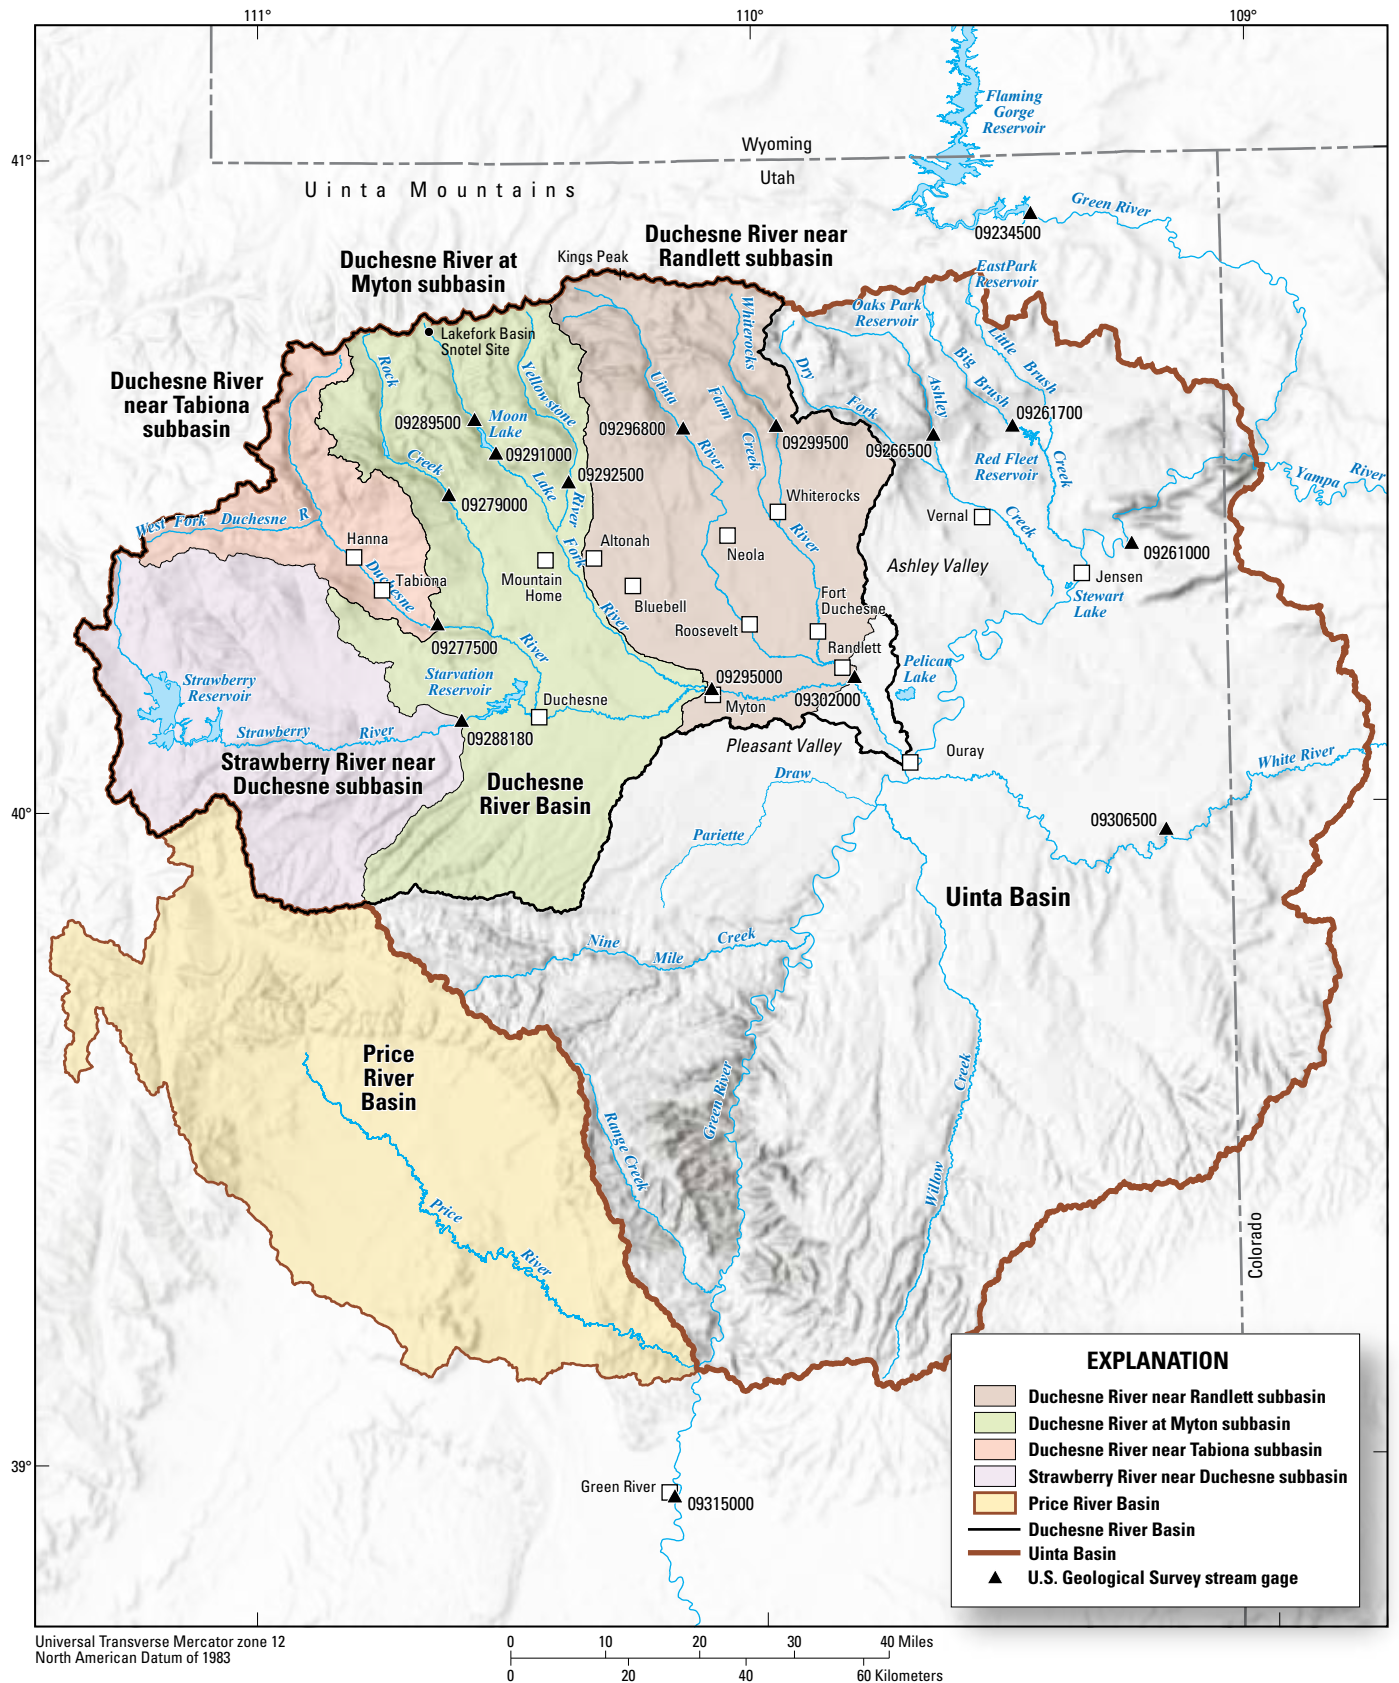 111°
110°
109°
Flaming
Gorge
Reservoir
41°
Wyoming
Utah
Uinta Mountains
Green River
09234500
Duchesne River near
Randlett subbasin
Kings Peak
Duchesne River at
Myton subbasin
EastPark
Reservoir
Oaks Park
Reservoir
Lakefork Basin
Snotel Site
Whiterocks
Little
Brush
Big
Brush
Dry
Fork
Ashley
Rock
Yellowstone
Uinta
Farm
Duchesne River
near Tabiona
subbasin
09289500
Moon
Lake
09296800
09299500
09261700
09266500
River
Creek
09291000
09292500
Creek
Lake
River
Red Fleet
Reservoir
Creek
Yampa
River
09279000
Whiterocks
Vernal
Creek
West Fork Duchesne R
Hanna
Fork
Altonah
Neola
River
09261000
Ashley Valley
Duchesne
Tabiona
Mountain
Home
Bluebell
Fort
Duchesne
Jensen
Stewart
Lake
River
Roosevelt
09277500
River
Randlett
Strawberry
Reservoir
Starvation
Reservoir
09295000
Pelican
Lake
Duchesne
Myton
09302000
Strawberry
River
09288180
Pleasant Valley
Ouray
White River
Strawberry River near
Duchesne subbasin
Duchesne
River Basin
Draw
40°
Pariette
09306500
Uinta Basin
Nine
Mile
Creek
Price
River
Basin
Range Creek
Green River
Creek
Willow
Price
River
Colorado
39°
Green River
09315000
EXPLANATION
Duchesne River near Randlett subbasin
Duchesne River at Myton subbasin
Duchesne River near Tabiona subbasin
Strawberry River near Duchesne subbasin
Price River Basin
Duchesne River Basin
Uinta Basin
U.S. Geological Survey stream gage
Universal Transverse Mercator zone 12
North American Datum of 1983
0 10 20 30 40 Miles
0 20 40 60 Kilometers